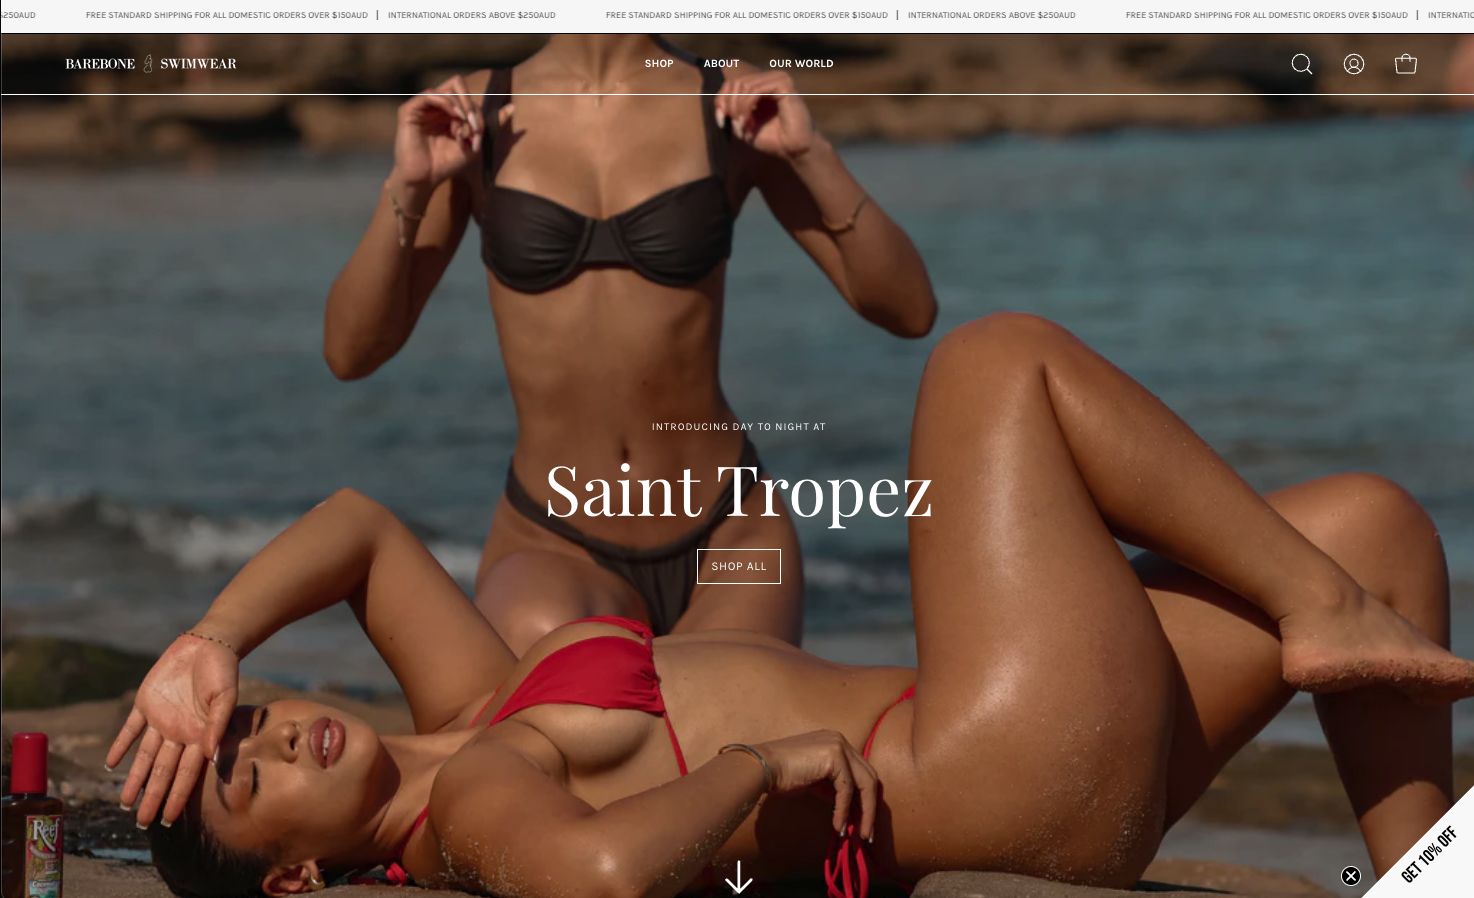 $250AUD FREE STANDARD SHIPPING FOR ALL DOMESTIC ORDERS OVER $150AUD | INTERNATIONAL ORDERS ABOVE $250AUD FREE STANDARD SHIPPING FOR ALL DOMESTIC ORDERS OVER $150AUD | INTERNATIONAL ORDERS ABOVE $250AUD FREE STANDARD SHIPPING FOR ALL DOMESTIC ORDERS OVER $150AUD |
BAREBONE SWIMWEAR SHOP ABOUT OUR WORLD
INTRODUCING DAY TO NIGHT AT
Saint Tropez
SHOP ALL
Reef
GET 10% OFF